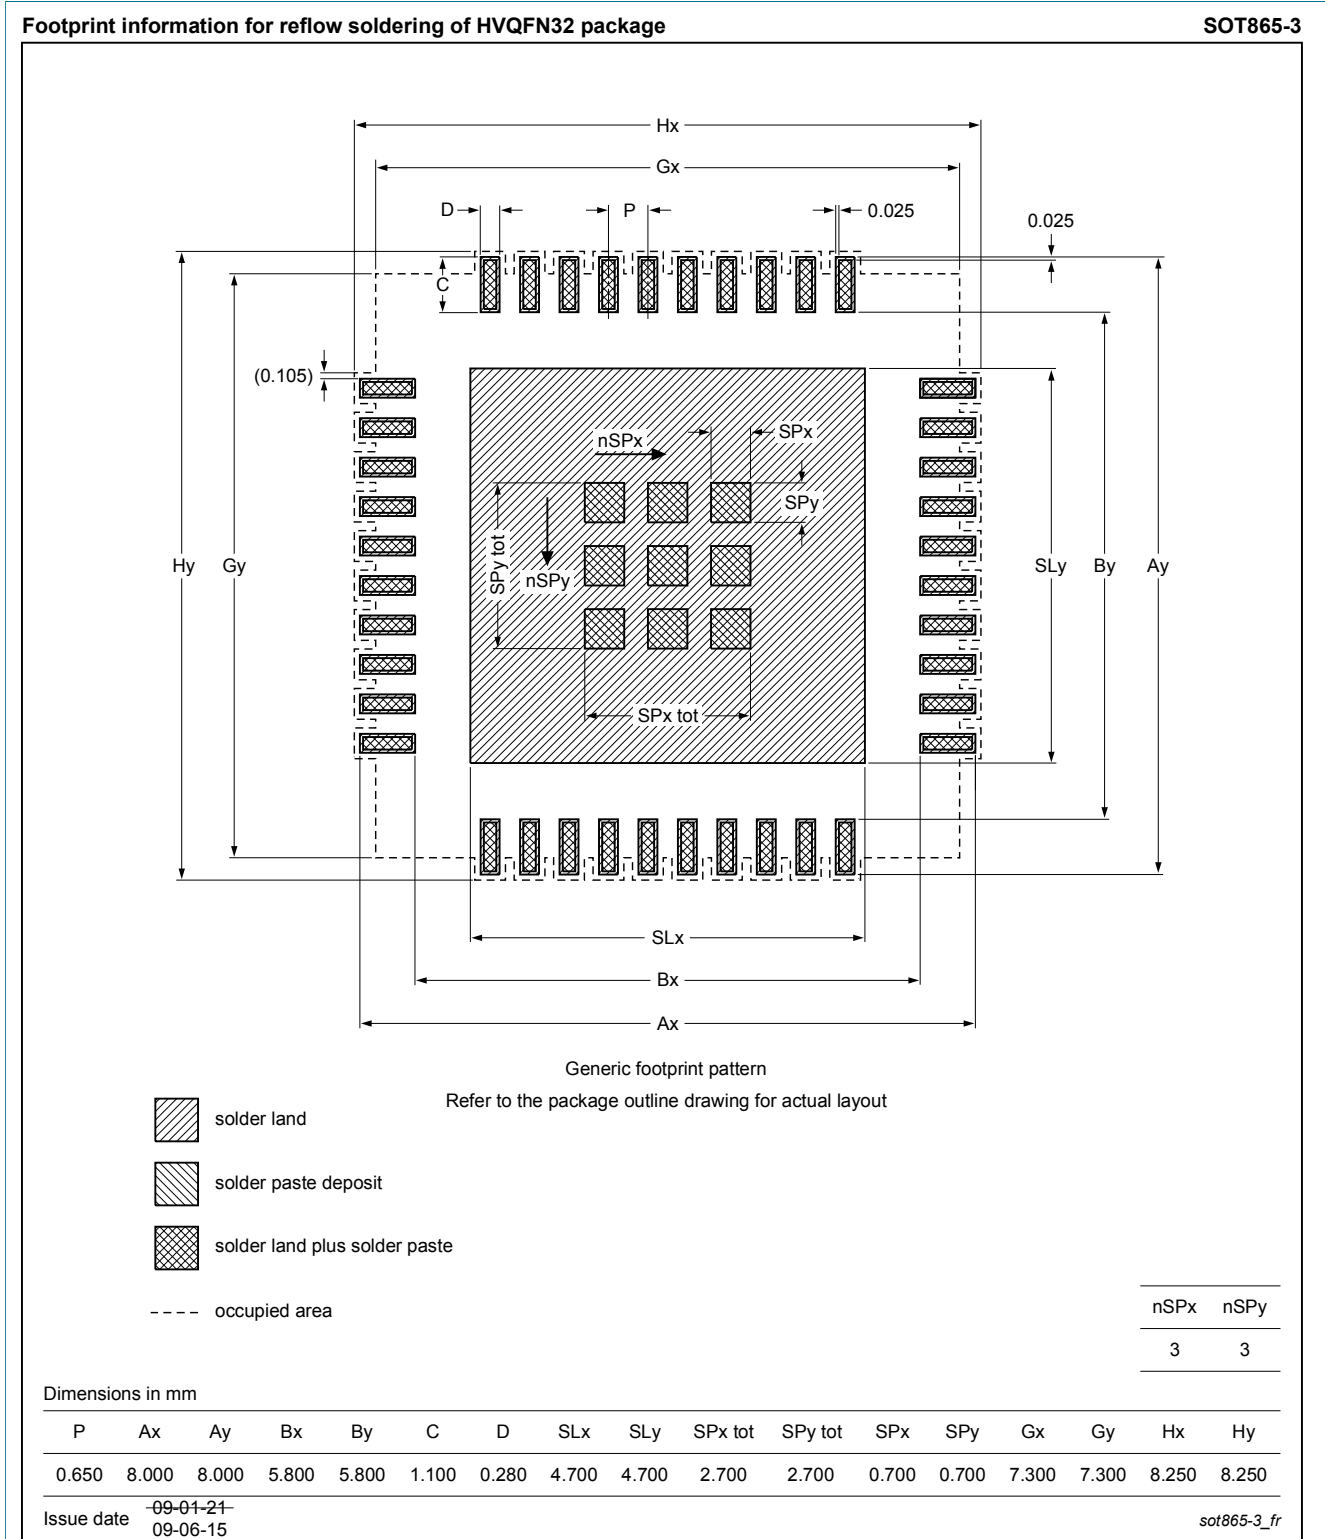 Footprint information for reflow soldering of HVQFN32 package SOT865-3
Hx
Gx
D P 0.025
0.025
C
(0.105)
SPx
nSPx
SPy
SPy tot
nSPy
Hy Gy SLy By Ay
SPx tot
SLx
Bx
Ax
Generic footprint pattern
Refer to the package outline drawing for actual layout
solder land
solder paste deposit
solder land plus solder paste
occupied area
nSPx nSPy
3 3
Dimensions in mm
P Ax Ay Bx By C D SLx SLy SPx tot SPy tot SPx SPy Gx Gy Hx Hy
0.650 8.000 8.000 5.800 5.800 1.100 0.280 4.700 4.700 2.700 2.700 0.700 0.700 7.300 7.300 8.250 8.250
Issue date 09-01-21
09-06-15
sot865-3_fr